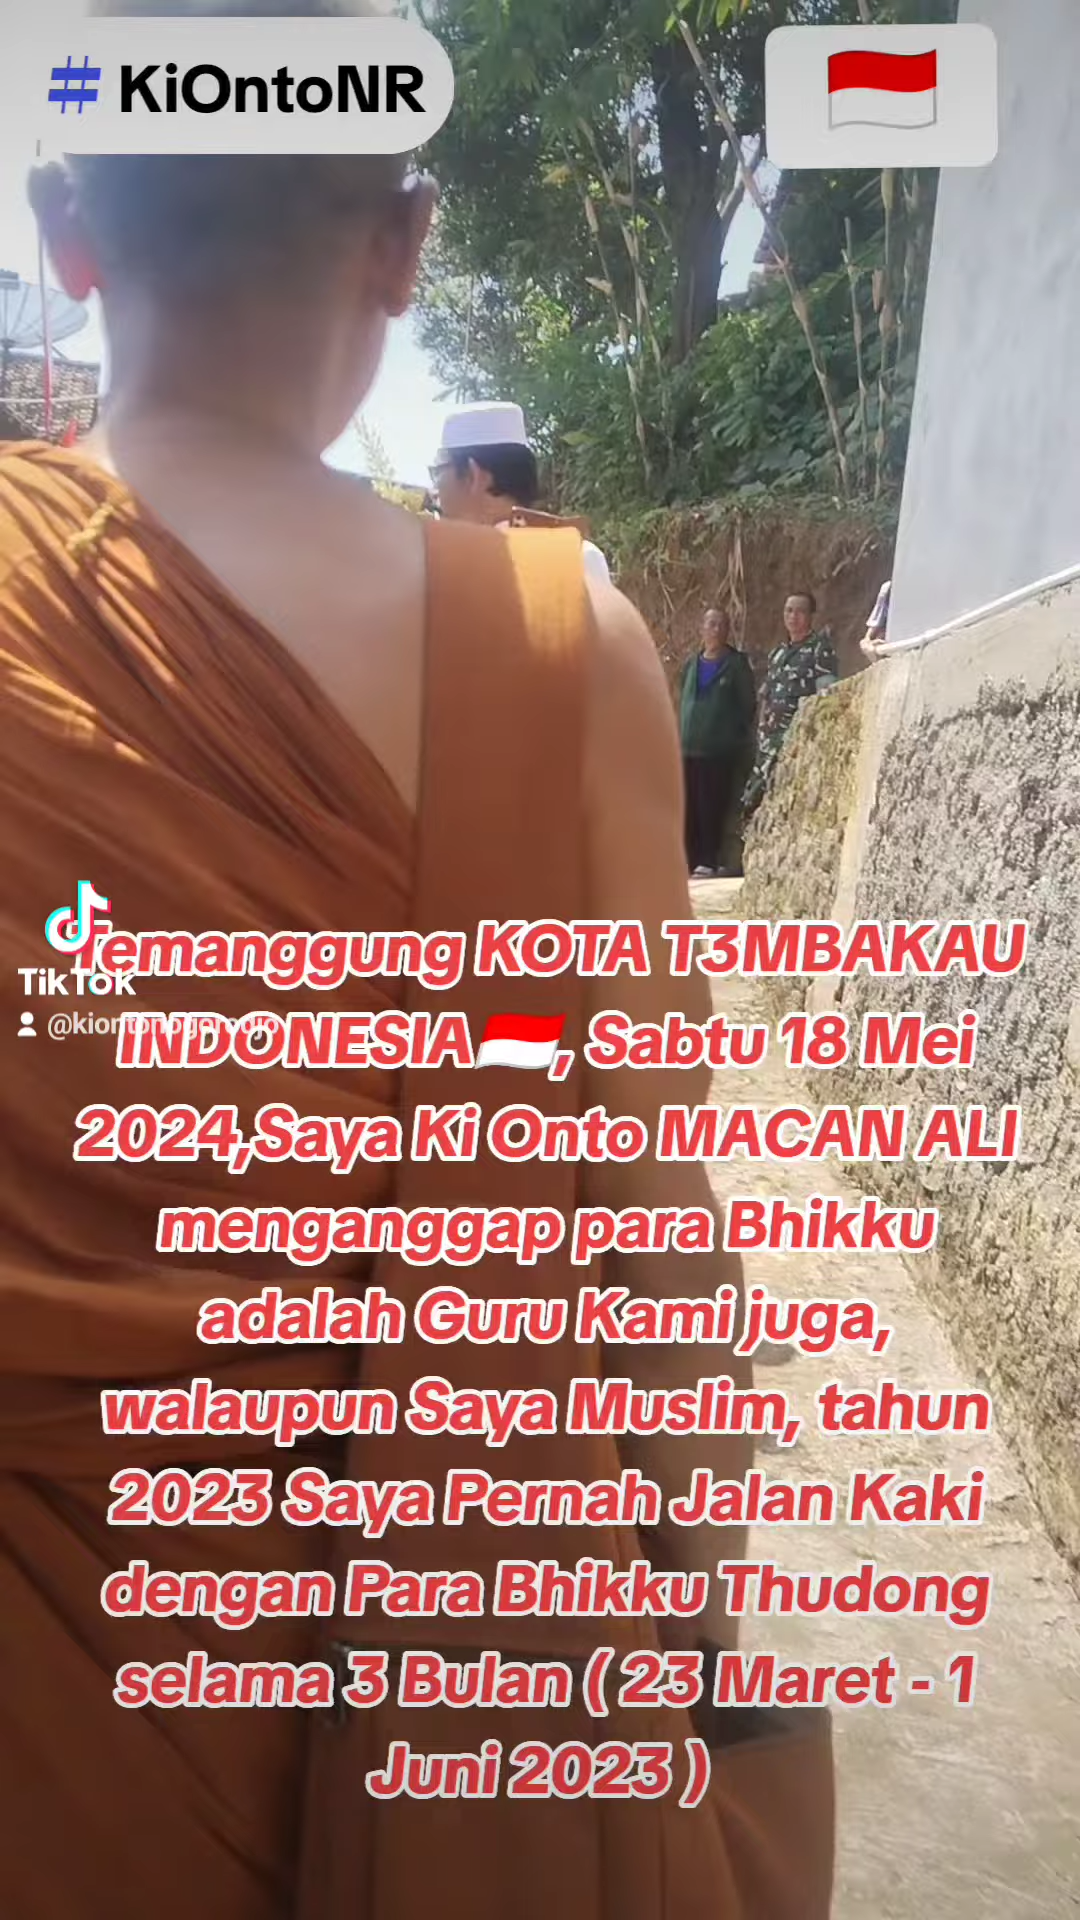 # KiOntoNR
Temanggung KOTA T3MBAKAU
TikTok
@kiontonogorodjo
INDONESIA🇮🇩, Sabtu 18 Mei
2024,Saya Ki Onto MACAN ALI
menganggap para Bhikku
adalah Guru Kami juga,
walaupun Saya Muslim, tahun
2023 Saya Pernah Jalan Kaki
dengan Para Bhikku Thudong
selama 3 Bulan ( 23 Maret - 1
Juni 2023 )